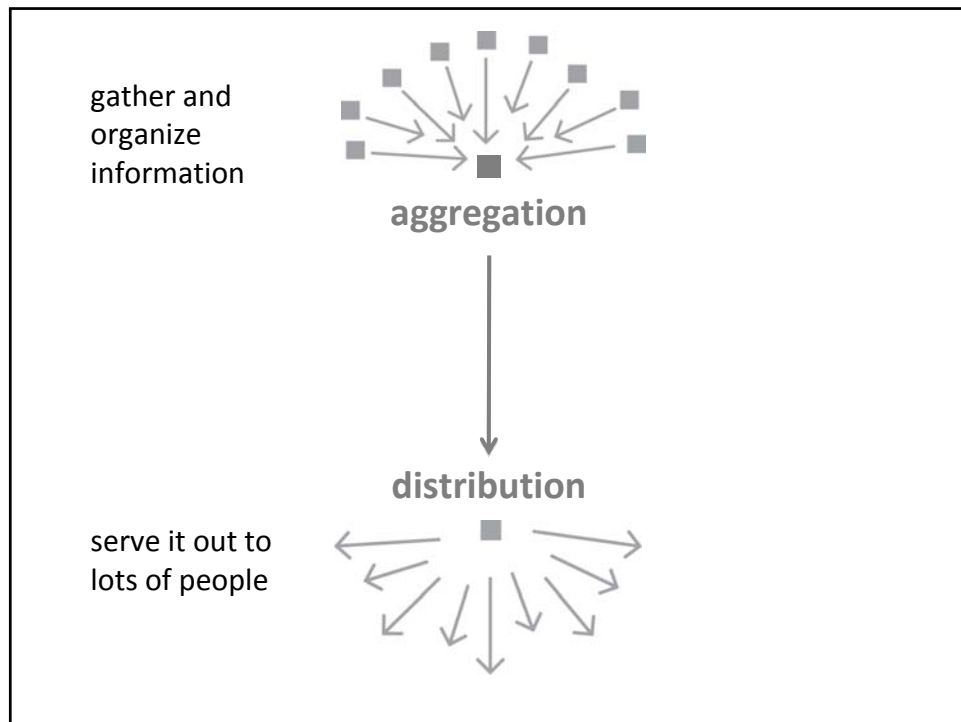 gather and
organize
information
aggregation
distribution
serve it out to
lots of people